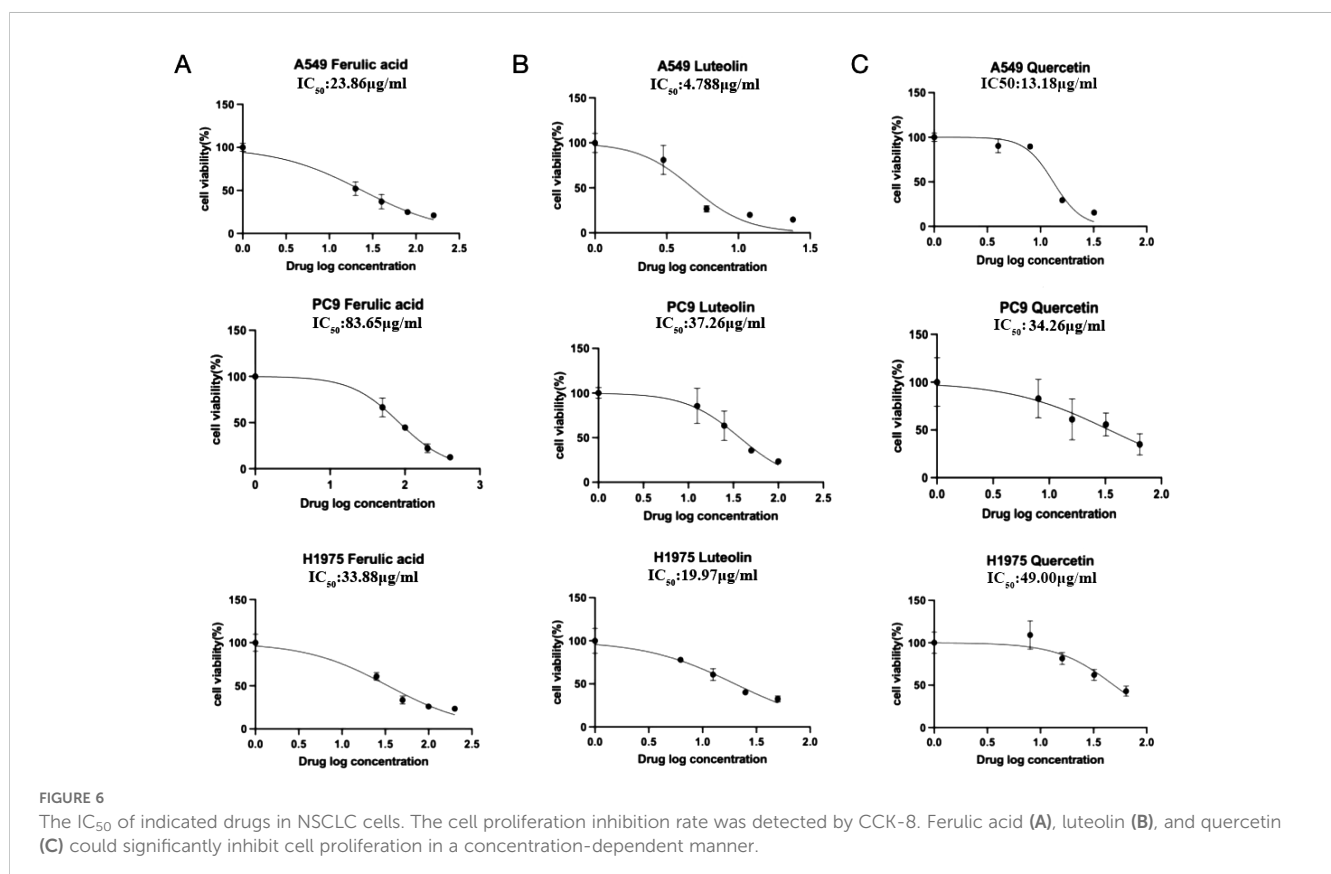 A
A549 Ferulic acid
IC₅₀:23.86µg/ml
cell viability(%)
150
100
50
0
0.0 0.5 1.0 1.5 2.0 2.5
Drug log concentration
PC9 Ferulic acid
IC₅₀:83.65µg/ml
cell viability(%)
150
100
50
0
0 1 2 3
Drug log concentration
H1975 Ferulic acid
IC₅₀:33.88µg/ml
cell viability(%)
150
100
50
0
0.0 0.5 1.0 1.5 2.0 2.5
Drug log concentration
B
A549 Luteolin
IC₅₀:4.788µg/ml
cell viability(%)
150
100
50
0
0.0 0.5 1.0 1.5
Drug log concentration
PC9 Luteolin
IC₅₀:37.26µg/ml
cell viability(%)
150
100
50
0
0.0 0.5 1.0 1.5 2.0 2.5
Drug log concentration
H1975 Luteolin
IC₅₀:19.97µg/ml
cell viability(%)
150
100
50
0
0.0 0.5 1.0 1.5 2.0
Drug log concentration
C
A549 Quercetin
IC50:13.18µg/ml
cell viability(%)
150
100
50
0
0.0 0.5 1.0 1.5 2.0
Drug log concentration
PC9 Quercetin
IC₅₀:34.26µg/ml
cell viability(%)
150
100
50
0
0.0 0.5 1.0 1.5 2.0
Drug log concentration
H1975 Quercetin
IC₅₀:49.00µg/ml
cell viability(%)
150
100
50
0
0.0 0.5 1.0 1.5 2.0
Drug log concentration
FIGURE 6
The IC₅₀ of indicated drugs in NSCLC cells. The cell proliferation inhibition rate was detected by CCK-8. Ferulic acid (A), luteolin (B), and quercetin
(C) could significantly inhibit cell proliferation in a concentration-dependent manner.